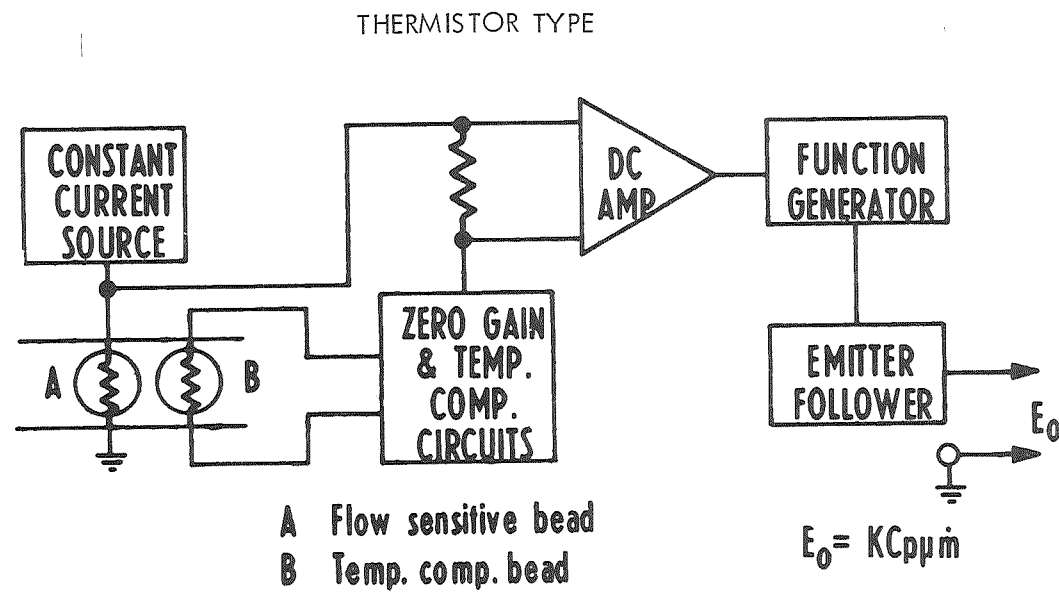 THERMISTOR TYPE
CONSTANT
CURRENT
SOURCE
DC
AMP
FUNCTION
GENERATOR
ZERO GAIN
& TEMP.
COMP.
CIRCUITS
EMITTER
FOLLOWER
A
B
E₀
A Flow sensitive bead
B Temp. comp. bead
E₀= KCpμṁ